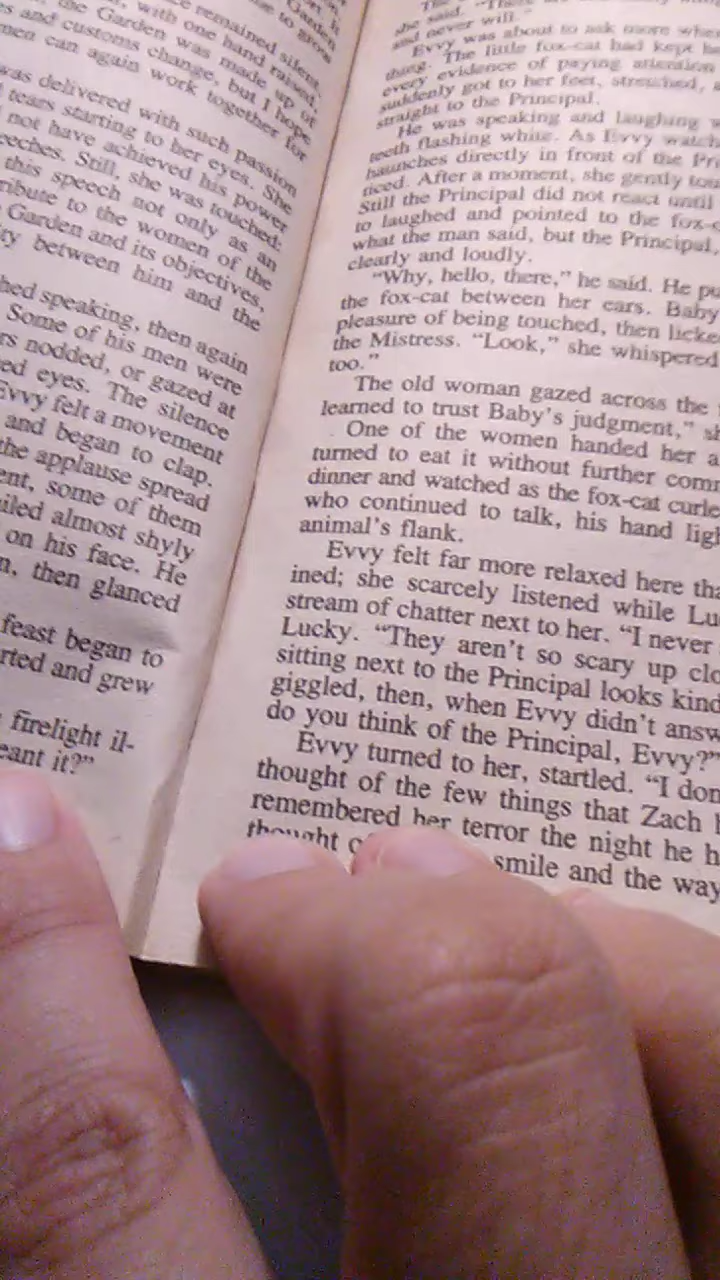 remained silent,
with one hand raised,
the Garden was made up of
and customs change, but I hope
men can again work together for
was delivered with such passion
tears starting to her eyes. She
not have achieved his power
eeches. Still, she was touched:
this speech not only as an
ribute to the women of the
Garden and its objectives,
ty between him and the
hed speaking, then again
Some of his men were
rs nodded, or gazed at
ed eyes. The silence
Evvy felt a movement
and began to clap.
the applause spread
ent, some of them
iled almost shyly
on his face. He
n, then glanced
feast began to
rted and grew
firelight il-
eant it?"
she said.
and never will."
Evvy was about to ask more when
thing. The little fox-cat had kept
every evidence of paying attention
suddenly got to her feet, stretched,
straight to the Principal.
He was speaking and laughing
teeth flashing white. As Evvy watch
haunches directly in front of the Pri
ticed. After a moment, she gently
Still the Principal did not react until
to laughed and pointed to the fox-c
what the man said, but the Principal,
clearly and loudly.
"Why, hello, there," he said. He pu
the fox-cat between her ears. Baby
pleasure of being touched, then licke
the Mistress. "Look," she whispered
too."
The old woman gazed across the
learned to trust Baby's judgment," sh
One of the women handed her a
turned to eat it without further comm
dinner and watched as the fox-cat curle
who continued to talk, his hand ligh
animal's flank.
Evvy felt far more relaxed here tha
ined; she scarcely listened while Lu
stream of chatter next to her. "I never
Lucky. "They aren't so scary up clo
sitting next to the Principal looks kind
giggled, then, when Evvy didn't answ
do you think of the Principal, Evvy?"
Evvy turned to her, startled. "I don
thought of the few things that Zach
remembered her terror the night he h
thought smile and the way